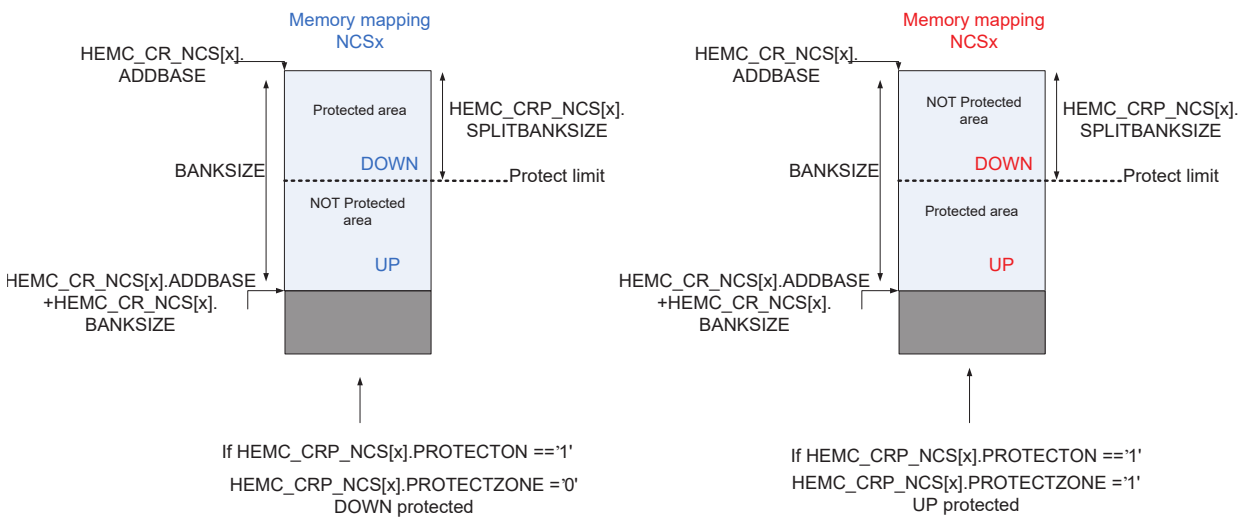 Memory mapping
NCSx
HEMC_CR_NCS[x].
ADDBASE
Protected area
HEMC_CRP_NCS[x].
SPLITBANKSIZE
DOWN
BANKSIZE
Protect limit
NOT Protected
area
UP
HEMC_CR_NCS[x].ADDBASE
+HEMC_CR_NCS[x].
BANKSIZE
If HEMC_CRP_NCS[x].PROTECTON =='1'
HEMC_CRP_NCS[x].PROTECTZONE ='0'
DOWN protected
Memory mapping
NCSx
HEMC_CR_NCS[x].
ADDBASE
NOT Protected
area
HEMC_CRP_NCS[x].
SPLITBANKSIZE
DOWN
BANKSIZE
Protect limit
Protected area
UP
HEMC_CR_NCS[x].ADDBASE
+HEMC_CR_NCS[x].
BANKSIZE
If HEMC_CRP_NCS[x].PROTECTON =='1'
HEMC_CRP_NCS[x].PROTECTZONE ='1'
UP protected